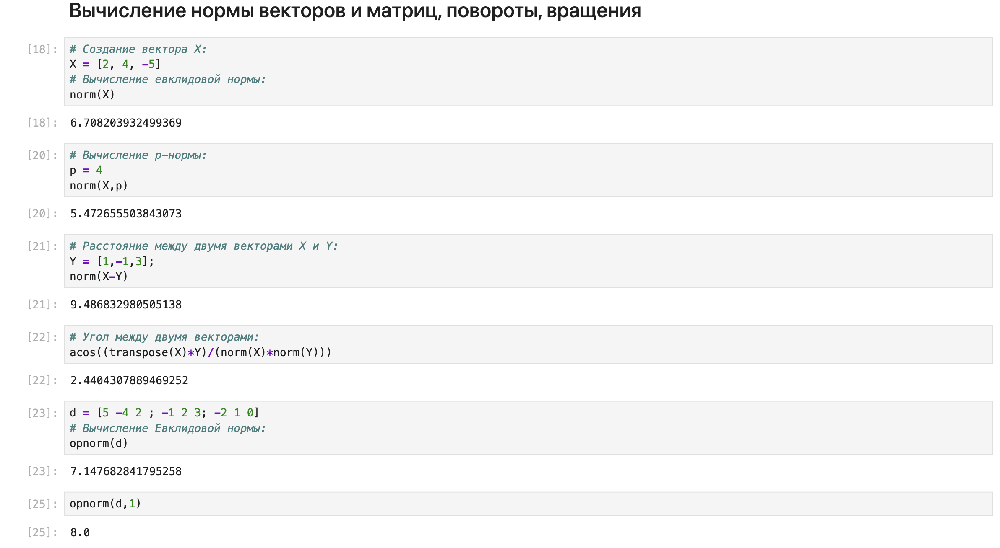 Вычисление нормы векторов и матриц, повороты, вращения
[18]: # Создание вектора X:
X = [2, 4, -5]
# Вычисление евклидовой нормы:
norm(X)
[18]: 6.708203932499369
[20]: # Вычисление p-нормы:
p = 4
norm(X,p)
[20]: 5.472655503843073
[21]: # Расстояние между двумя векторами X и Y:
Y = [1,-1,3];
norm(X-Y)
[21]: 9.486832980505138
[22]: # Угол между двумя векторами:
acos((transpose(X)*Y)/(norm(X)*norm(Y)))
[22]: 2.4404307889469252
[23]: d = [5 -4 2 ; -1 2 3; -2 1 0]
# Вычисление Евклидовой нормы:
opnorm(d)
[23]: 7.147682841795258
[25]: opnorm(d,1)
[25]: 8.0